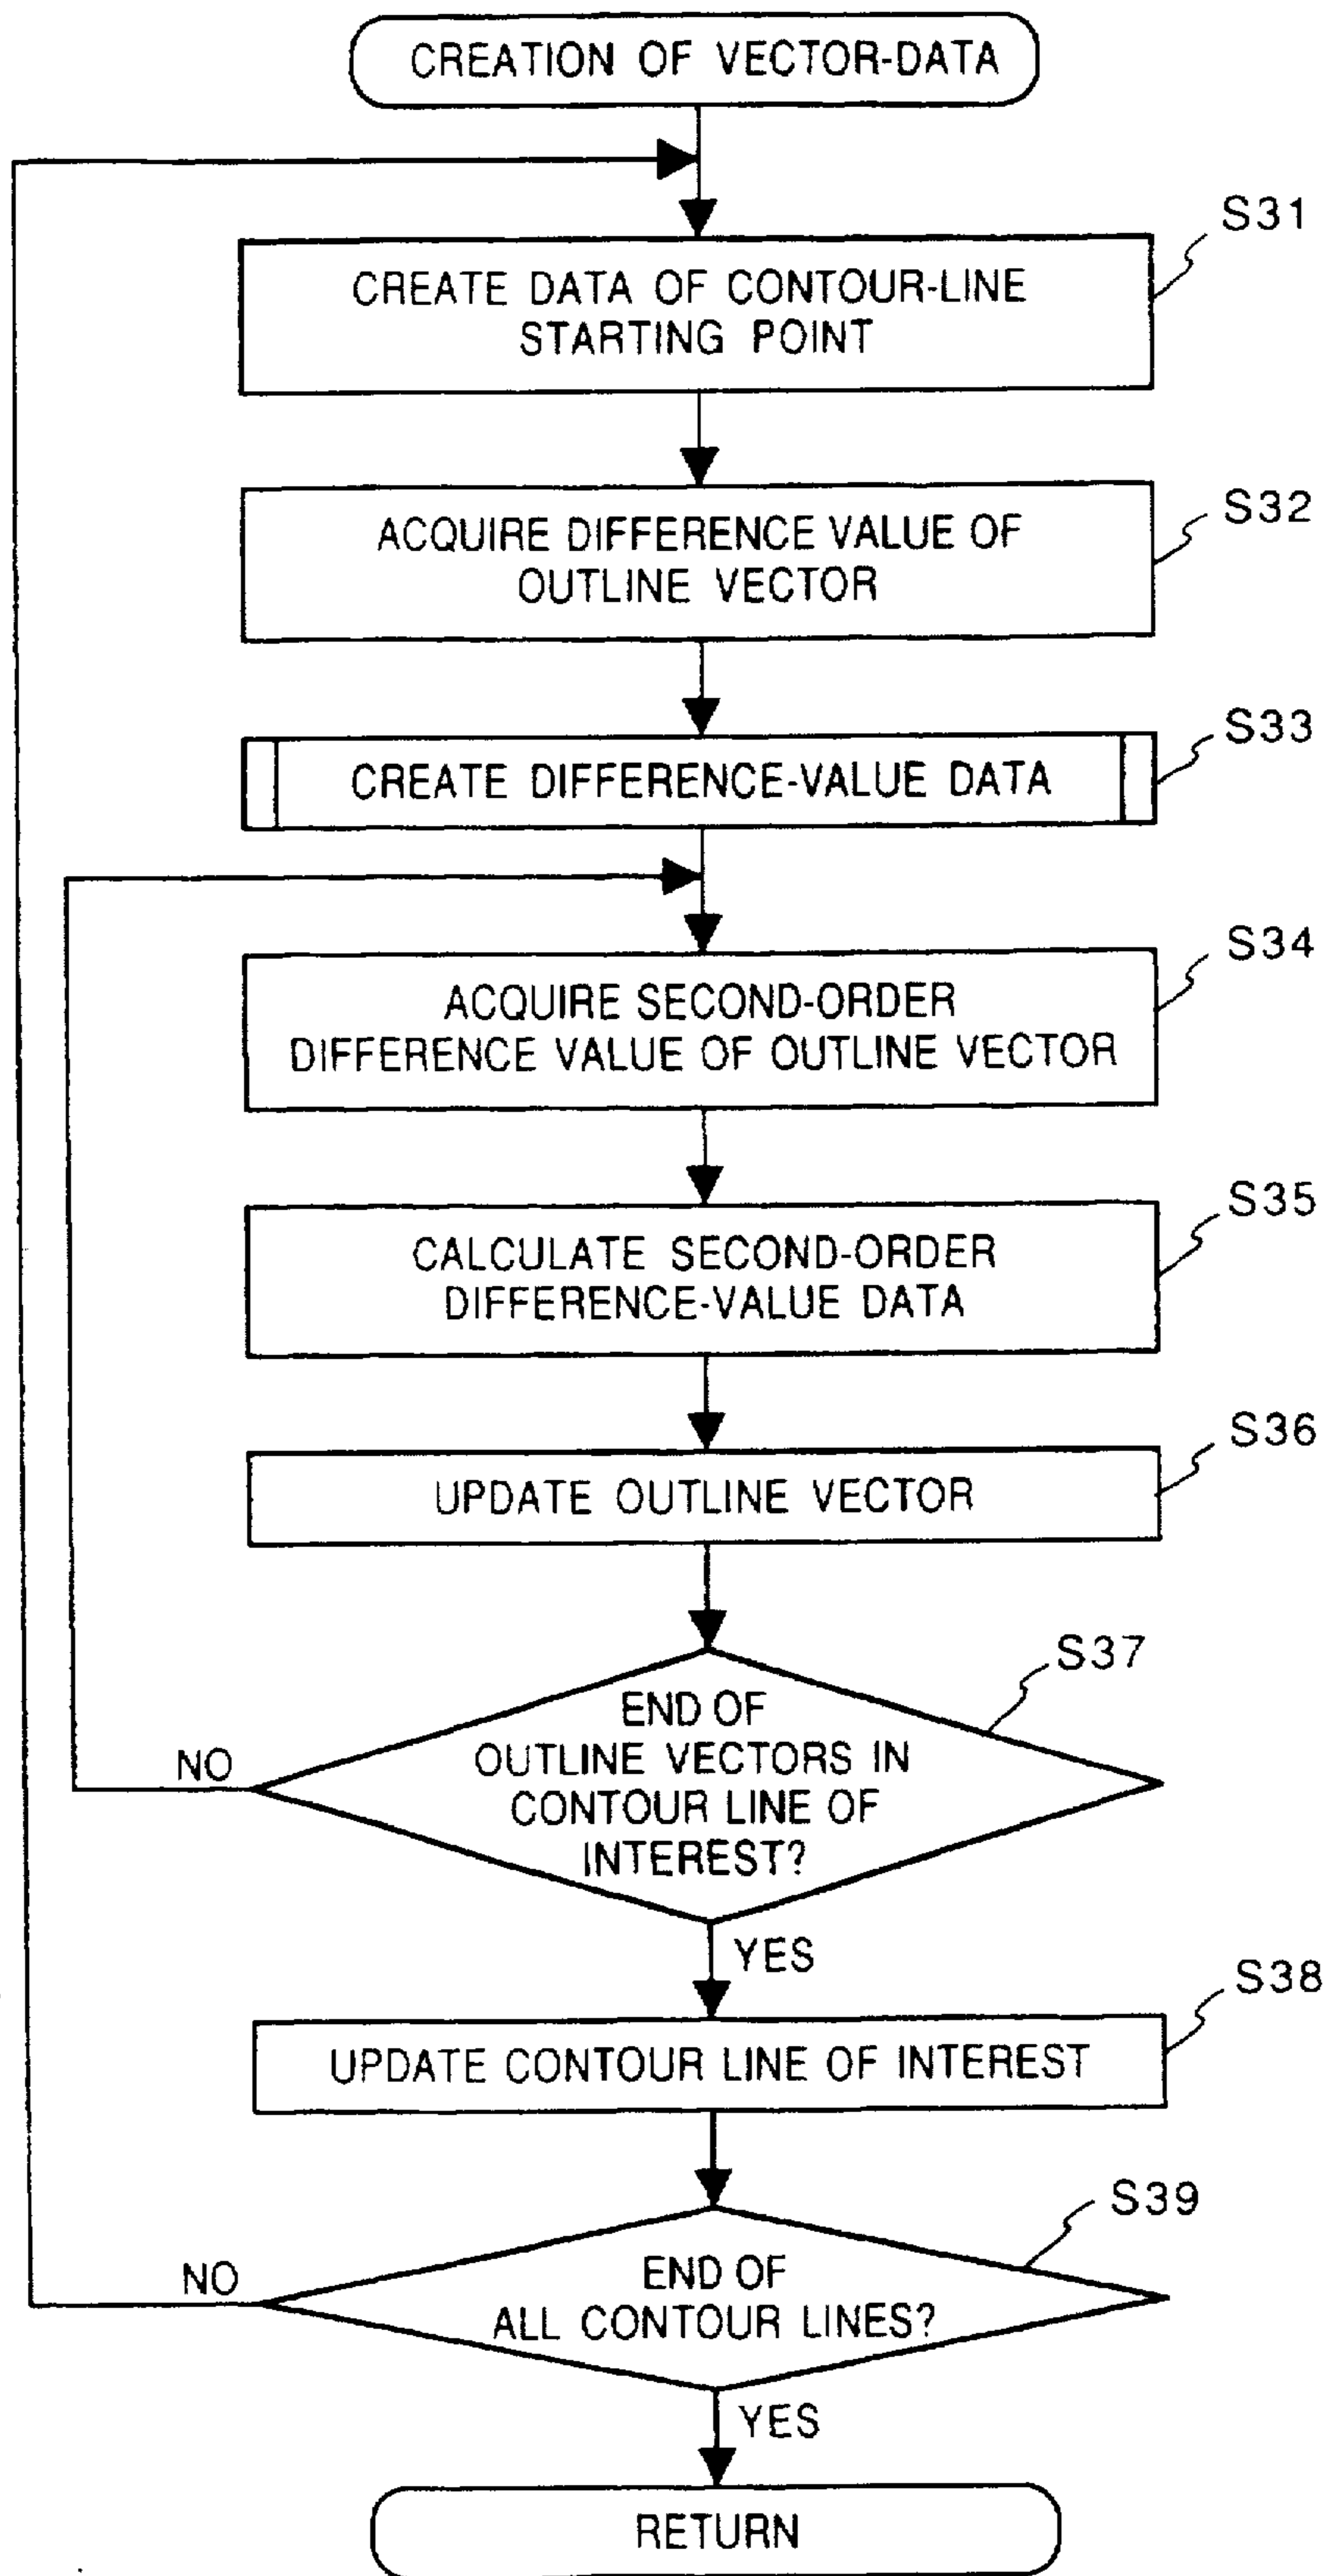 CREATION OF VECTOR-DATA
S31
CREATE DATA OF CONTOUR-LINE
STARTING POINT
S32
ACQUIRE DIFFERENCE VALUE OF
OUTLINE VECTOR
S33
CREATE DIFFERENCE-VALUE DATA
S34
ACQUIRE SECOND-ORDER
DIFFERENCE VALUE OF OUTLINE VECTOR
S35
CALCULATE SECOND-ORDER
DIFFERENCE-VALUE DATA
S36
UPDATE OUTLINE VECTOR
S37
END OF
OUTLINE VECTORS IN
CONTOUR LINE OF
INTEREST?
NO
YES
S38
UPDATE CONTOUR LINE OF INTEREST
S39
END OF
ALL CONTOUR LINES?
NO
YES
RETURN